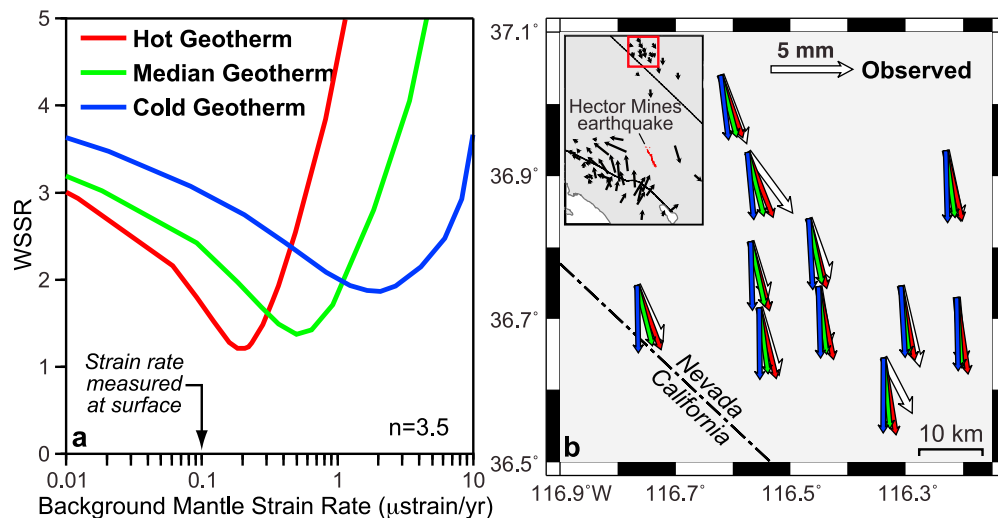 5
4
3
2
1
0
WSSR
Hot Geotherm
Median Geotherm
Cold Geotherm
Strain rate
measured
at surface
a
n=3.5
0.01
0.1
1
10
Background Mantle Strain Rate (μstrain/yr)
37.1°
36.9°
36.7°
36.5°
5 mm
Observed
Hector Mines
earthquake
Nevada
California
b
10 km
116.9°W
116.7°
116.5°
116.3°